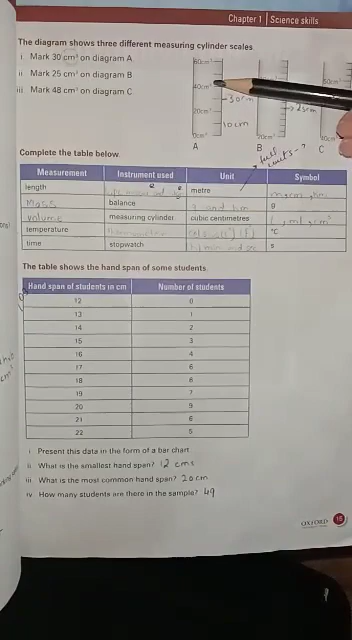 Chapter 1 Science skills
The diagram shows three different measuring cylinder scales.
i Mark 30 cm³ on diagram A
ii Mark 25 cm³ on diagram B
iii Mark 48 cm³ on diagram C
60cm³
40cm³
30cm
20cm³
10cm
0cm³
A
25cm
20cm³
B
50cm³
40cm³
C
full
units
Complete the table below.
Measurement Instrument used Unit Symbol
length metre
Mass balance g
volume measuring cylinder cubic centimetres
temperature °C
time stopwatch s
The table shows the hand span of some students.
Hand span of students in cm Number of students
12 0
13 1
14 2
15 3
16 4
17 6
18 6
19 7
20 9
21 6
22 5
i Present this data in the form of a bar chart
ii What is the smallest hand span? 12 cms
iii What is the most common hand span? 20cm
iv How many students are there in the sample? 49
OXFORD 15